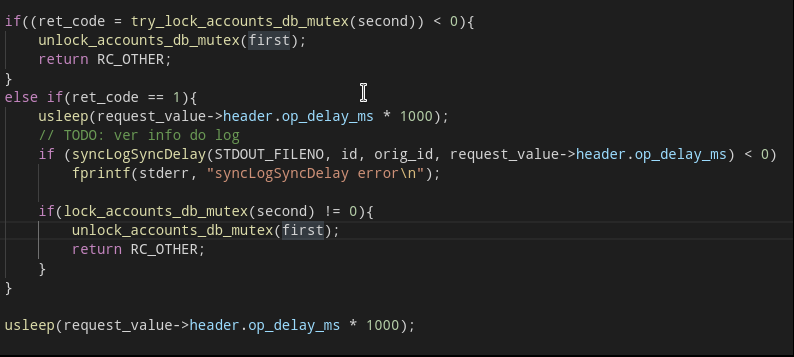 if((ret_code = try_lock_accounts_db_mutex(second)) < 0){
unlock_accounts_db_mutex(first);
return RC_OTHER;
}
else if(ret_code == 1){
usleep(request_value->header.op_delay_ms * 1000);
// TODO: ver info do log
if (syncLogSyncDelay(STDOUT_FILENO, id, orig_id, request_value->header.op_delay_ms) < 0)
fprintf(stderr, "syncLogSyncDelay error\n");
if(lock_accounts_db_mutex(second) != 0){
unlock_accounts_db_mutex(first);
return RC_OTHER;
}
}
usleep(request_value->header.op_delay_ms * 1000);